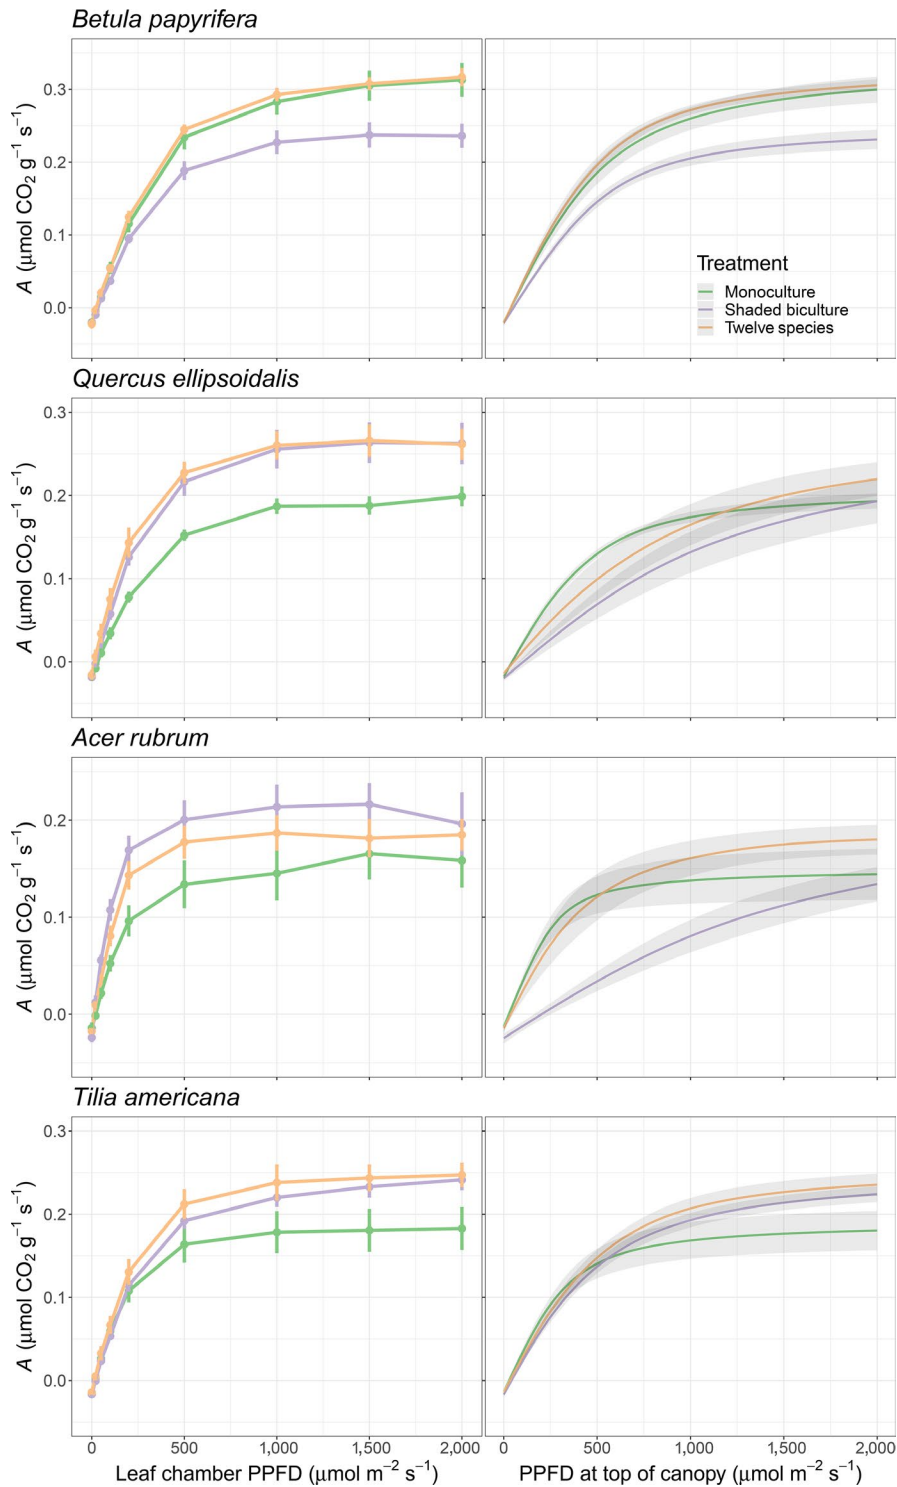 Betula papyrifera
0.3
0.2
0.1
0.0
A (μmol CO₂ g⁻¹ s⁻¹)
Treatment
Monoculture
Shaded biculture
Twelve species
Quercus ellipsoidalis
0.3
0.2
0.1
0.0
A (μmol CO₂ g⁻¹ s⁻¹)
Acer rubrum
0.2
0.1
0.0
A (μmol CO₂ g⁻¹ s⁻¹)
Tilia americana
0.3
0.2
0.1
0.0
A (μmol CO₂ g⁻¹ s⁻¹)
0 500 1,000 1,500 2,000 0 500 1,000 1,500 2,000
Leaf chamber PPFD (μmol m⁻² s⁻¹) PPFD at top of canopy (μmol m⁻² s⁻¹)